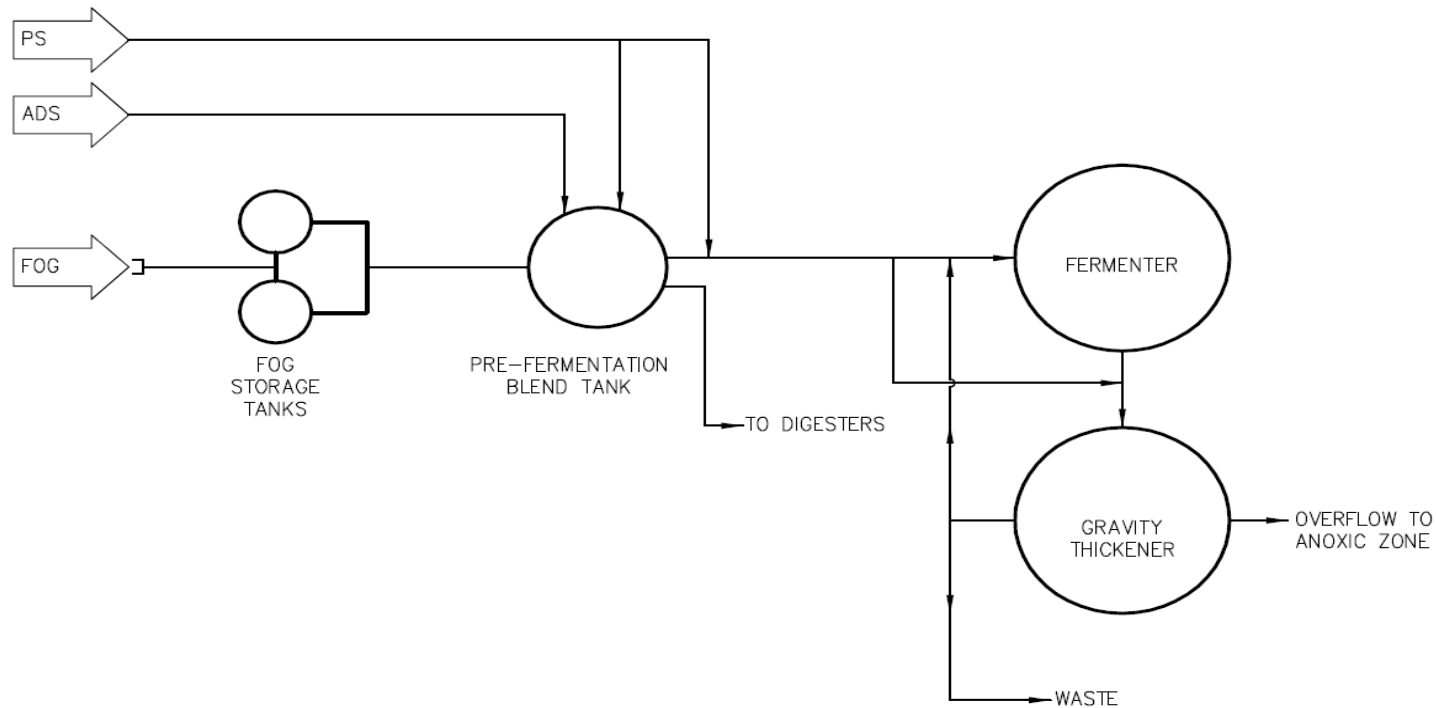 PS
ADS
FOG
FOG
STORAGE
TANKS
PRE-FERMENTATION
BLEND TANK
TO DIGESTERS
FERMENTER
GRAVITY
THICKENER
OVERFLOW TO
ANOXIC ZONE
WASTE